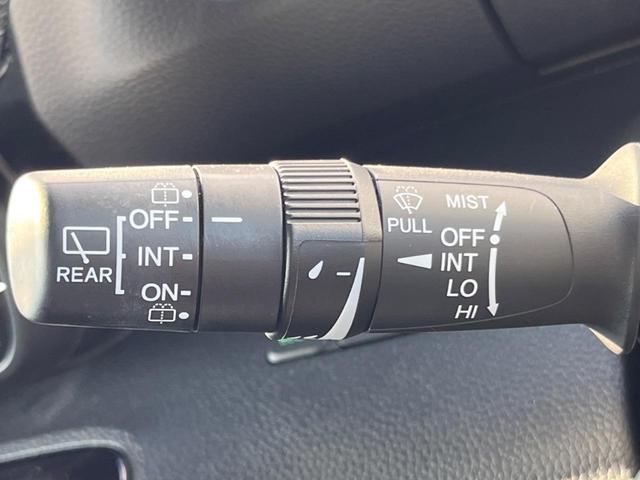 REAR
OFF
INT
ON
PULL
MIST
OFF
INT
LO
HI